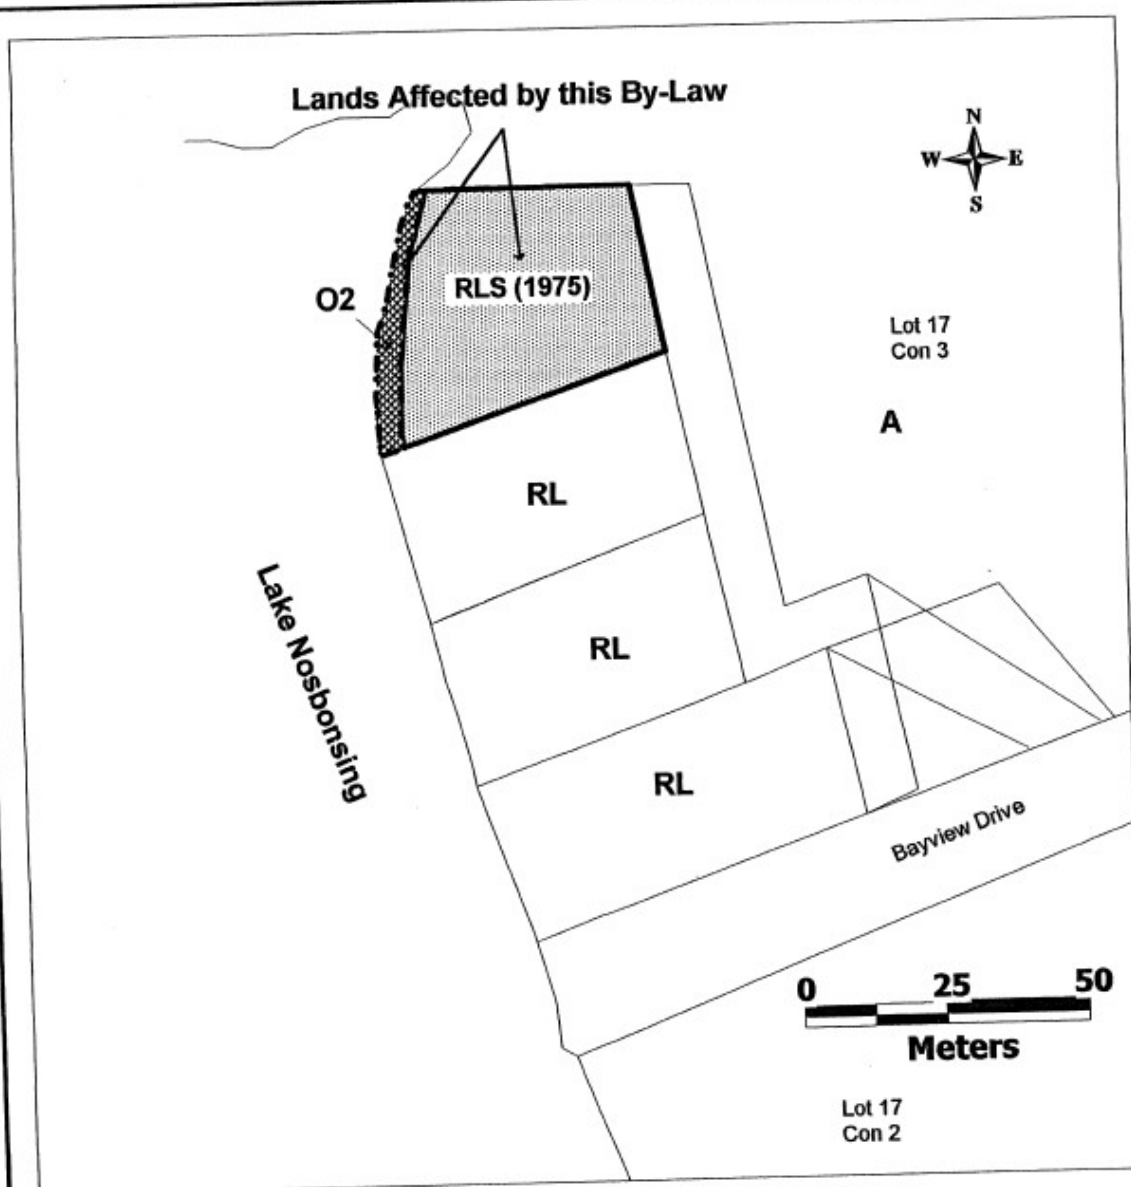 Lands Affected by this By-Law
N
W E
S
O2
RLS (1975)
Lot 17
Con 3
A
RL
Lake Nosbonsing
RL
RL
Bayview Drive
0 25 50
Meters
Lot 17
Con 2